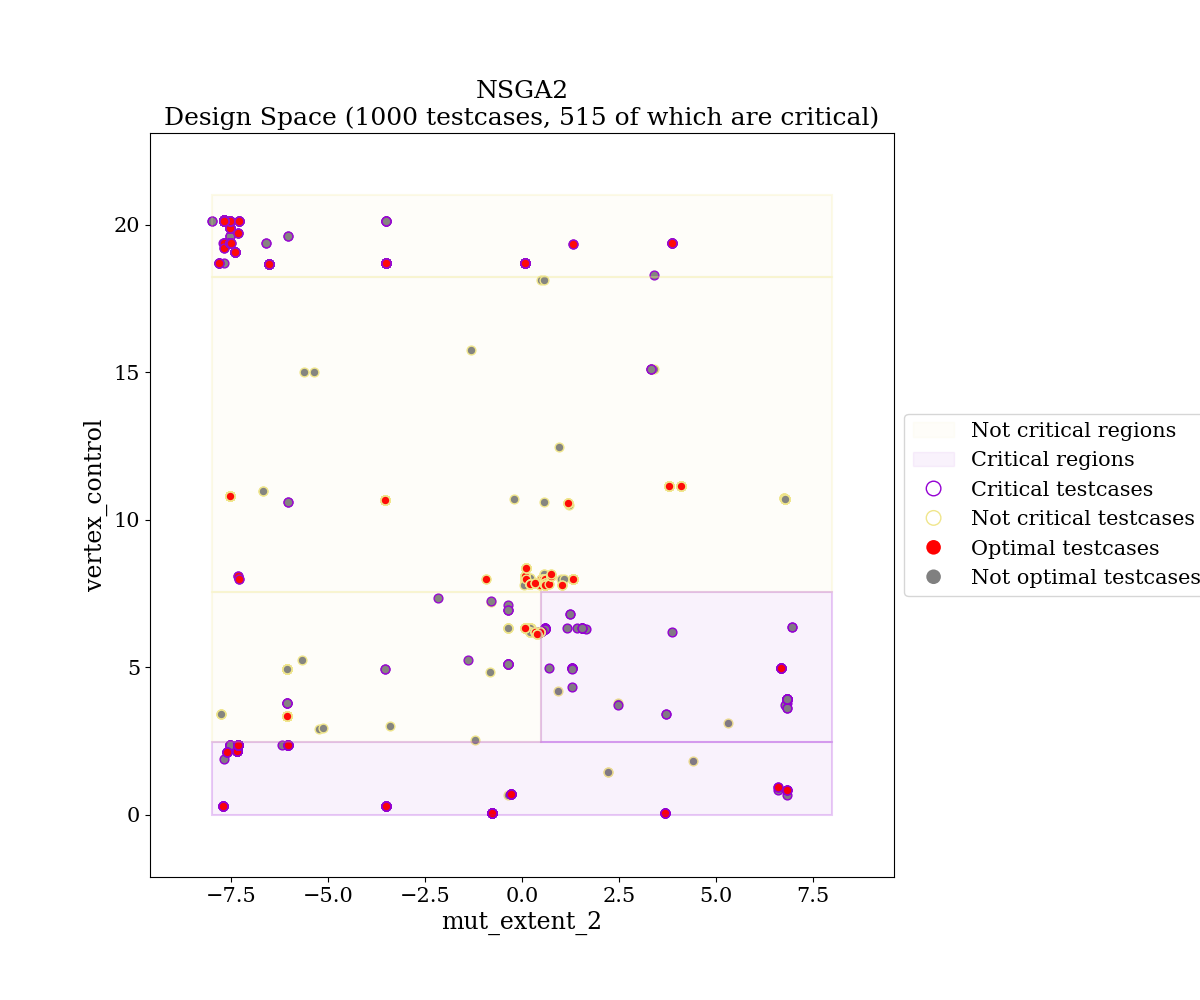 NSGA2
Design Space (1000 testcases, 515 of which are critical)
20
15
10
5
0
vertex_control
−7.5
−5.0
−2.5
0.0
2.5
5.0
7.5
mut_extent_2
Not critical regions
Critical regions
Critical testcases
Not critical testcases
Optimal testcases
Not optimal testcases